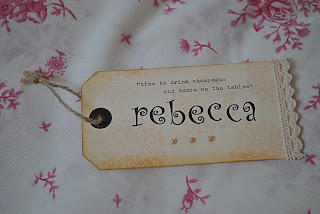 "time to drink champagne
and dance on the tables"
rebecca